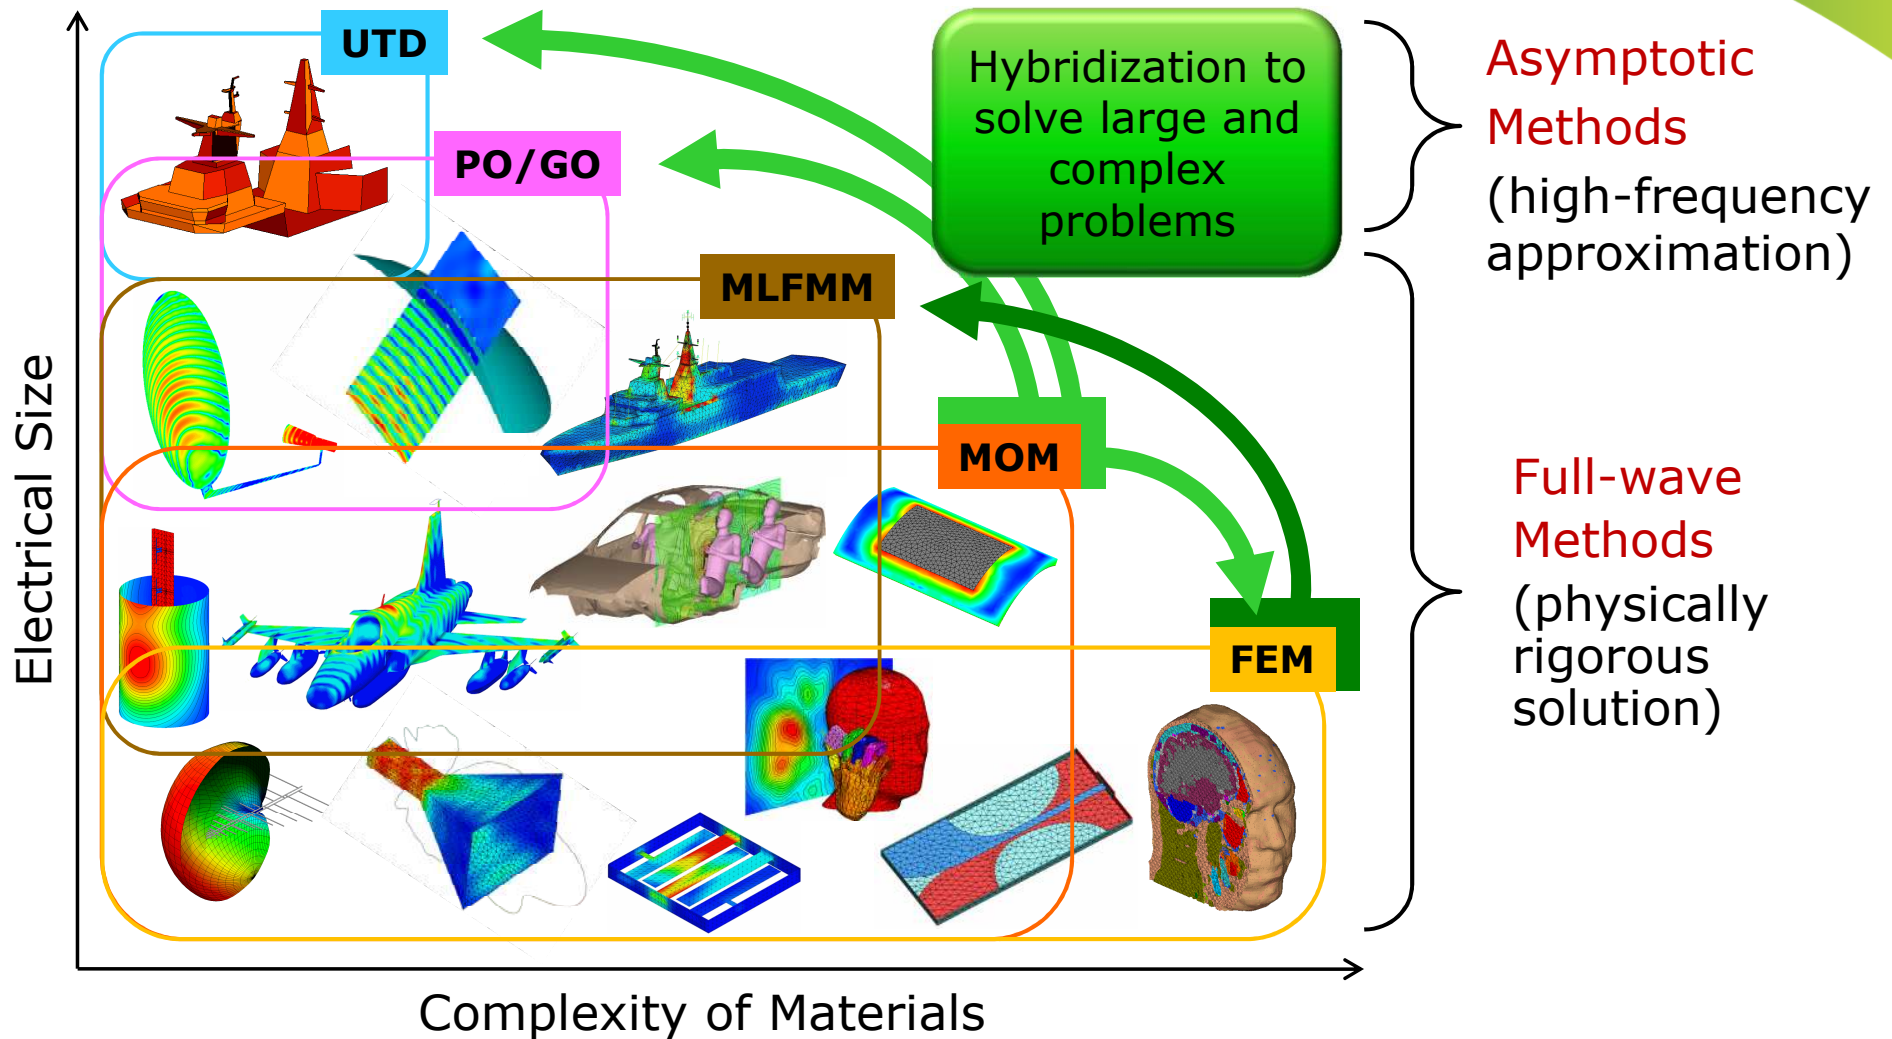 UTD
PO/GO
MLFMM
MOM
FEM
Hybridization to
solve large and
complex
problems
Asymptotic
Methods
(high-frequency
approximation)
Full-wave
Methods
(physically
rigorous
solution)
Electrical Size
Complexity of Materials